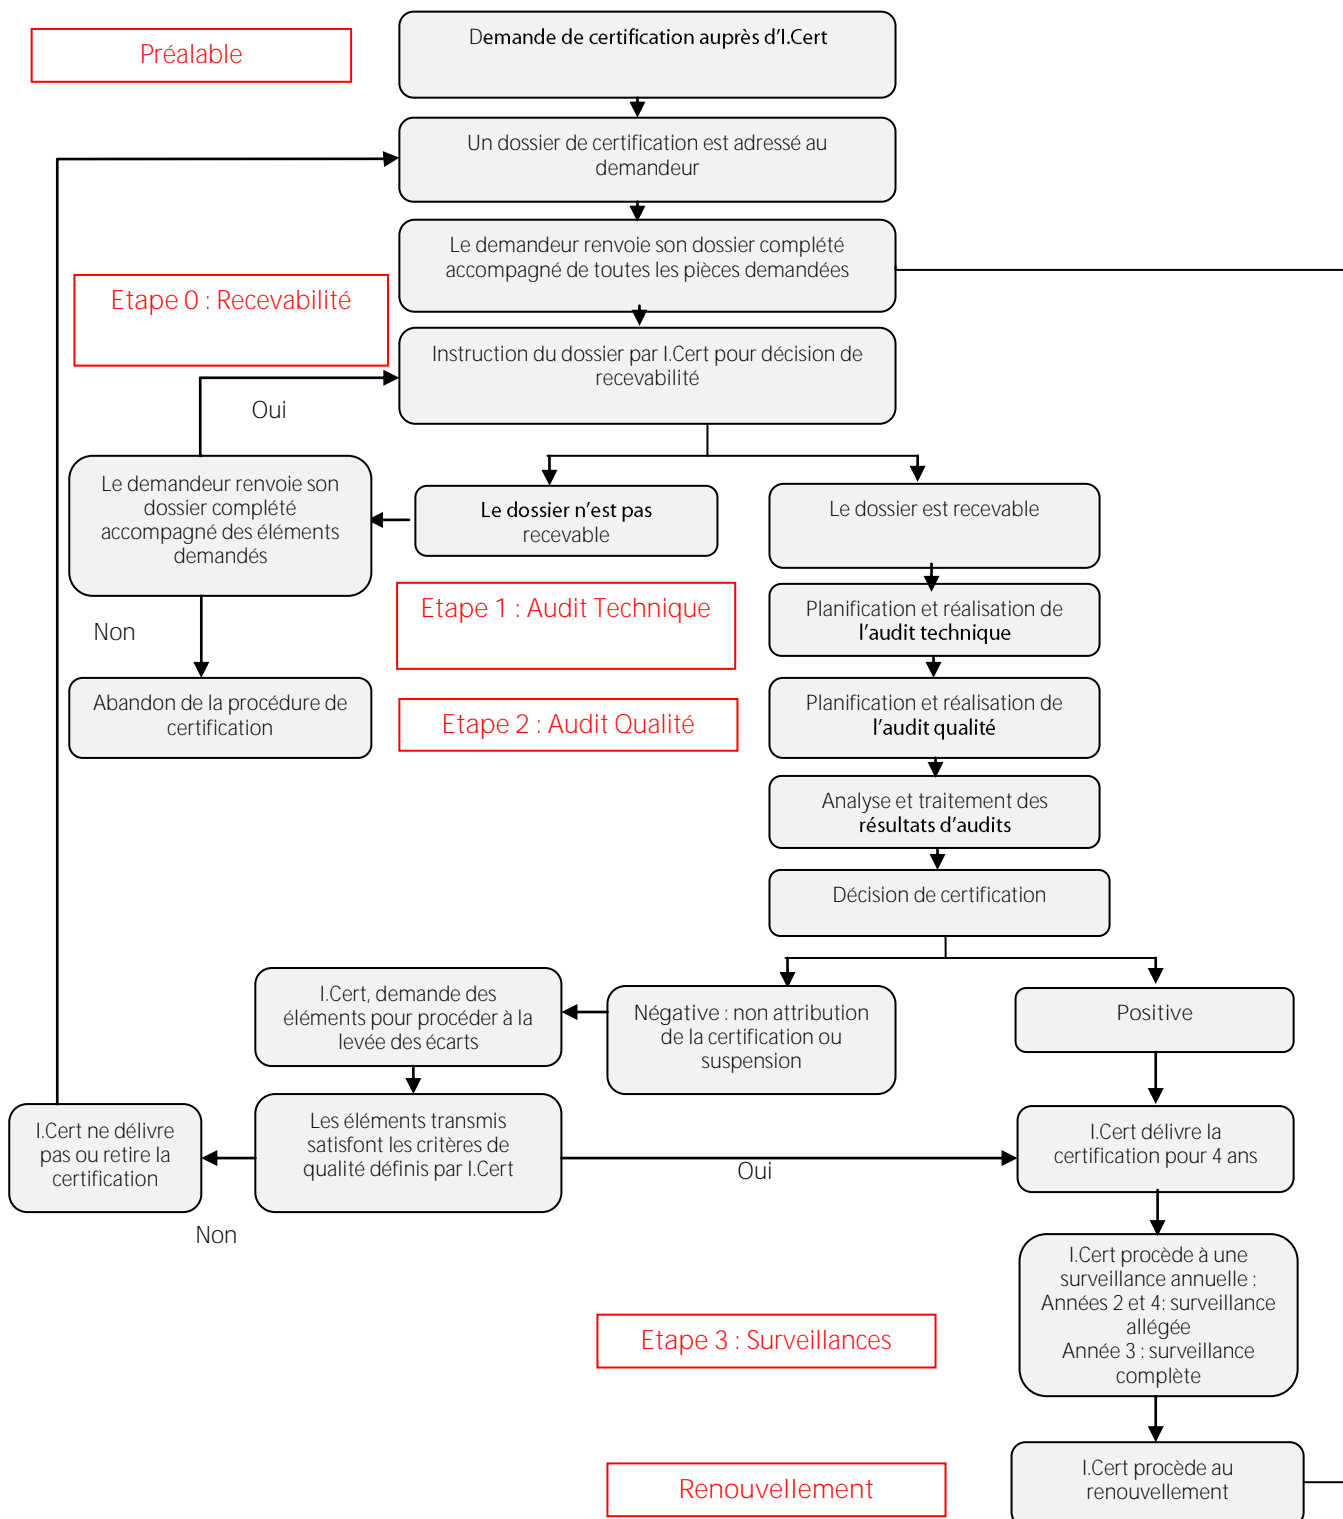 Préalable
Demande de certification auprès d'I.Cert
Un dossier de certification est adressé au
demandeur
Le demandeur renvoie son dossier complété
accompagné de toutes les pièces demandées
Etape 0 : Recevabilité
Instruction du dossier par I.Cert pour décision de
recevabilité
Oui
Le demandeur renvoie son
dossier complété
accompagné des éléments
demandés
Le dossier n'est pas
recevable
Le dossier est recevable
Etape 1 : Audit Technique
Planification et réalisation de
l'audit technique
Non
Abandon de la procédure de
certification
Etape 2 : Audit Qualité
Planification et réalisation de
l'audit qualité
Analyse et traitement des
résultats d'audits
Décision de certification
I.Cert, demande des
éléments pour procéder à la
levée des écarts
Négative : non attribution
de la certification ou
suspension
Positive
I.Cert ne délivre
pas ou retire la
certification
Les éléments transmis
satisfont les critères de
qualité définis par I.Cert
Oui
I.Cert délivre la
certification pour 4 ans
Non
I.Cert procède à une
surveillance annuelle :
Années 2 et 4: surveillance
allégée
Année 3 : surveillance
complète
Etape 3 : Surveillances
I.Cert procède au
renouvellement
Renouvellement